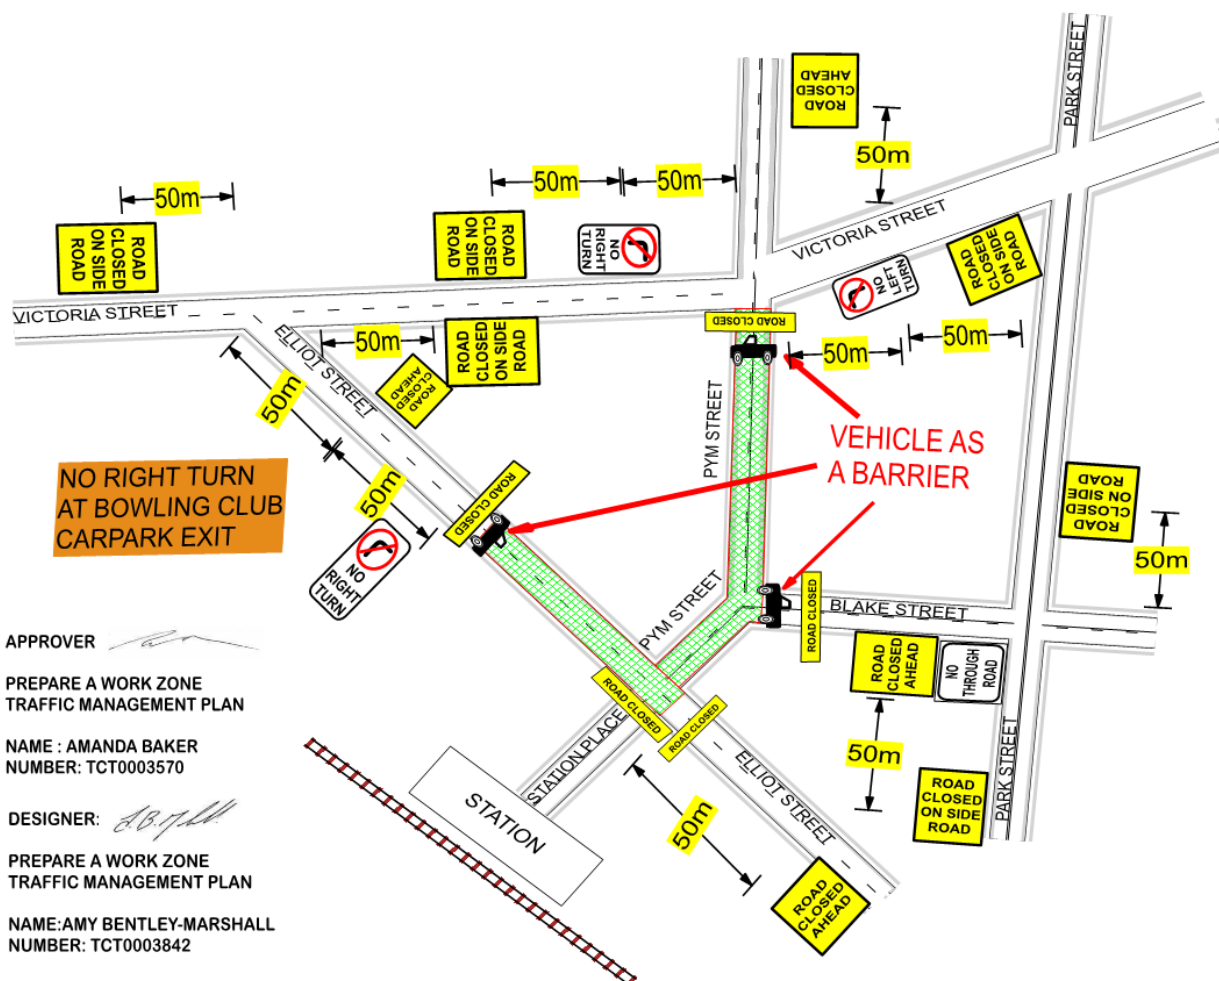 ROAD
CLOSED
AHEAD
PARK STREET
50m
50m
50m
50m
ROAD
CLOSED
ON SIDE
ROAD
ROAD
CLOSED
ON SIDE
ROAD
NO
RIGHT
TURN
VICTORIA STREET
ROAD
CLOSED
ON SIDE
ROAD
NO
LEFT
TURN
VICTORIA STREET
ELLIOT STREET
50m
ROAD
CLOSED
ON SIDE
ROAD
ROAD
CLOSED
AHEAD
ROAD CLOSED
50m
50m
50m
50m
PYM STREET
VEHICLE AS
A BARRIER
NO RIGHT TURN
AT BOWLING CLUB
CARPARK EXIT
ROAD CLOSED
NO
RIGHT
TURN
ROAD
CLOSED
ON SIDE
ROAD
50m
PYM STREET
ROAD CLOSED
BLAKE STREET
ROAD
CLOSED
AHEAD
NO
THROUGH
ROAD
APPROVER
PREPARE A WORK ZONE
TRAFFIC MANAGEMENT PLAN
NAME : AMANDA BAKER
NUMBER: TCT0003570
ROAD CLOSED
ROAD CLOSED
STATION PLACE
ELLIOT STREET
50m
PARK STREET
STATION
50m
ROAD
CLOSED
ON SIDE
ROAD
DESIGNER:
PREPARE A WORK ZONE
TRAFFIC MANAGEMENT PLAN
ROAD
CLOSED
AHEAD
NAME:AMY BENTLEY-MARSHALL
NUMBER: TCT0003842